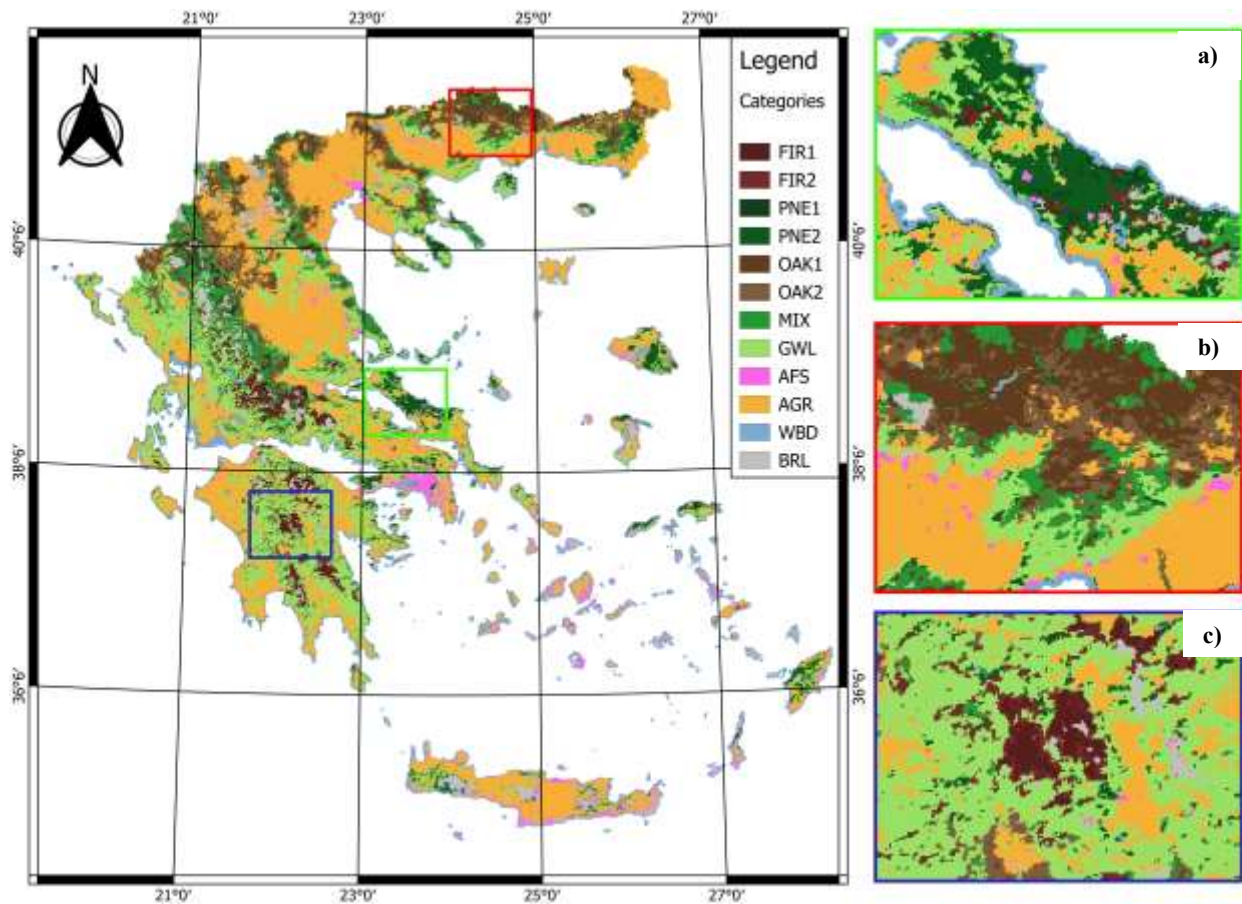 21°0'
23°0'
25°0'
27°0'
N
Legend
Categories
FIR1
FIR2
PNE1
PNE2
OAK1
OAK2
MIX
GWL
AFS
AGR
WBD
BRL
40°6'
40°6'
38°6'
38°6'
36°6'
36°6'
21°0'
23°0'
25°0'
27°0'
a)
b)
c)